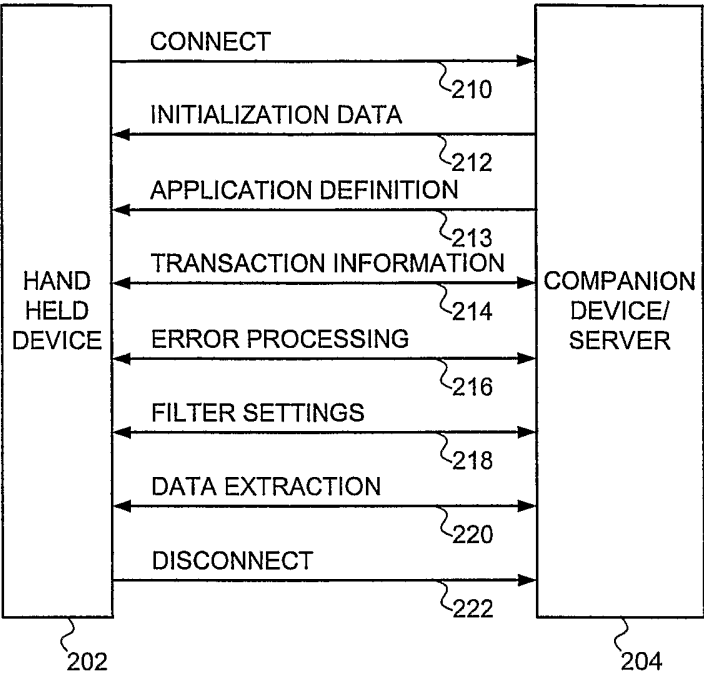 CONNECT
210
INITIALIZATION DATA
212
APPLICATION DEFINITION
213
TRANSACTION INFORMATION
214
HAND
HELD
DEVICE
COMPANION
DEVICE/
SERVER
ERROR PROCESSING
216
FILTER SETTINGS
218
DATA EXTRACTION
220
DISCONNECT
222
202
204